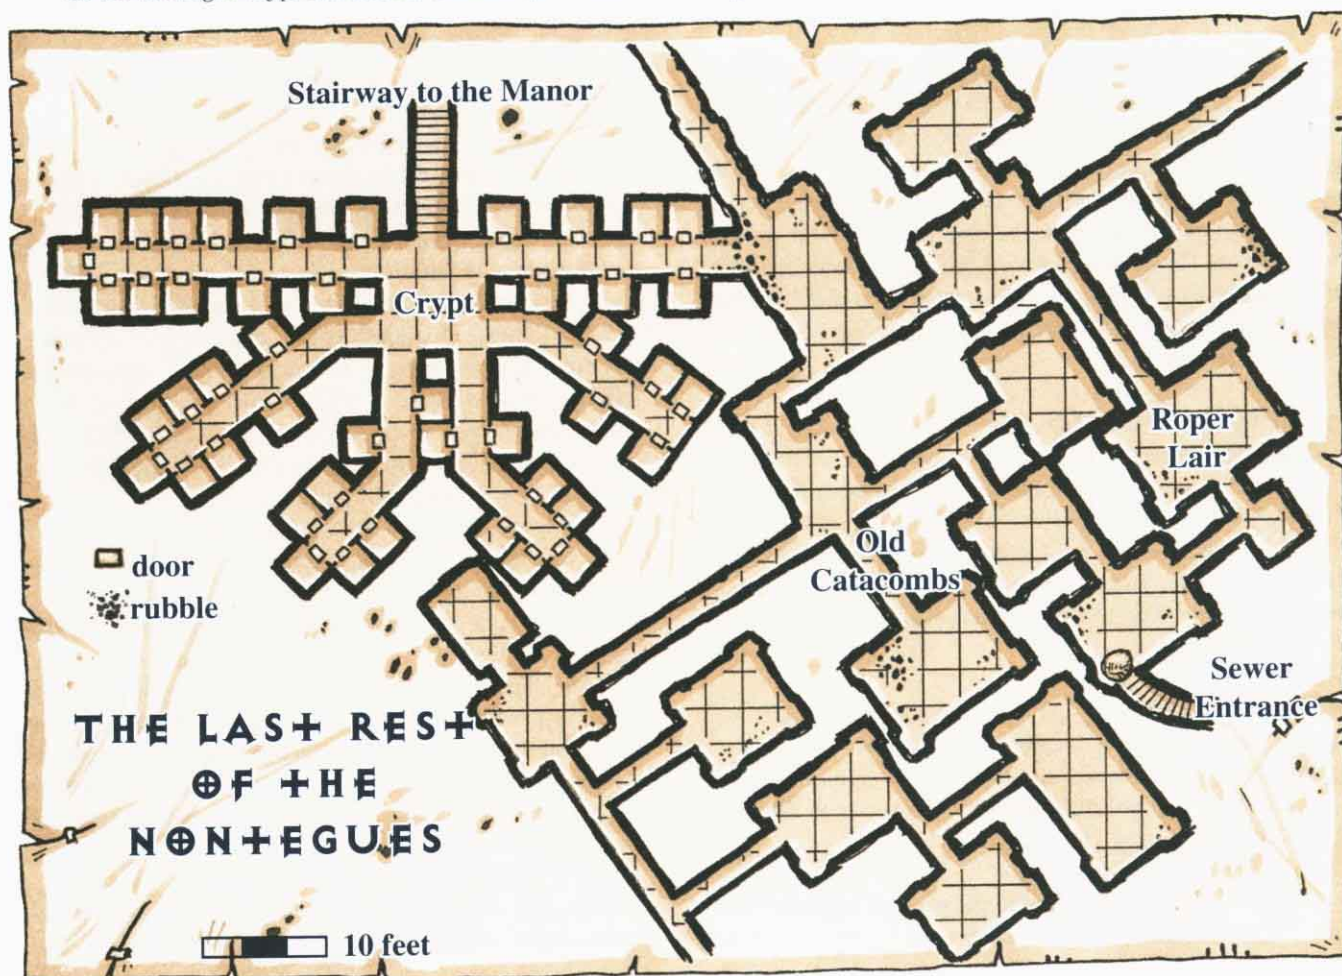 Stairway to the Manor
Crypt
Roper
Lair
Old
Catacombs
door
rubble
Sewer
Entrance
THE LAST REST
OF THE
NONTEGUES
10 feet